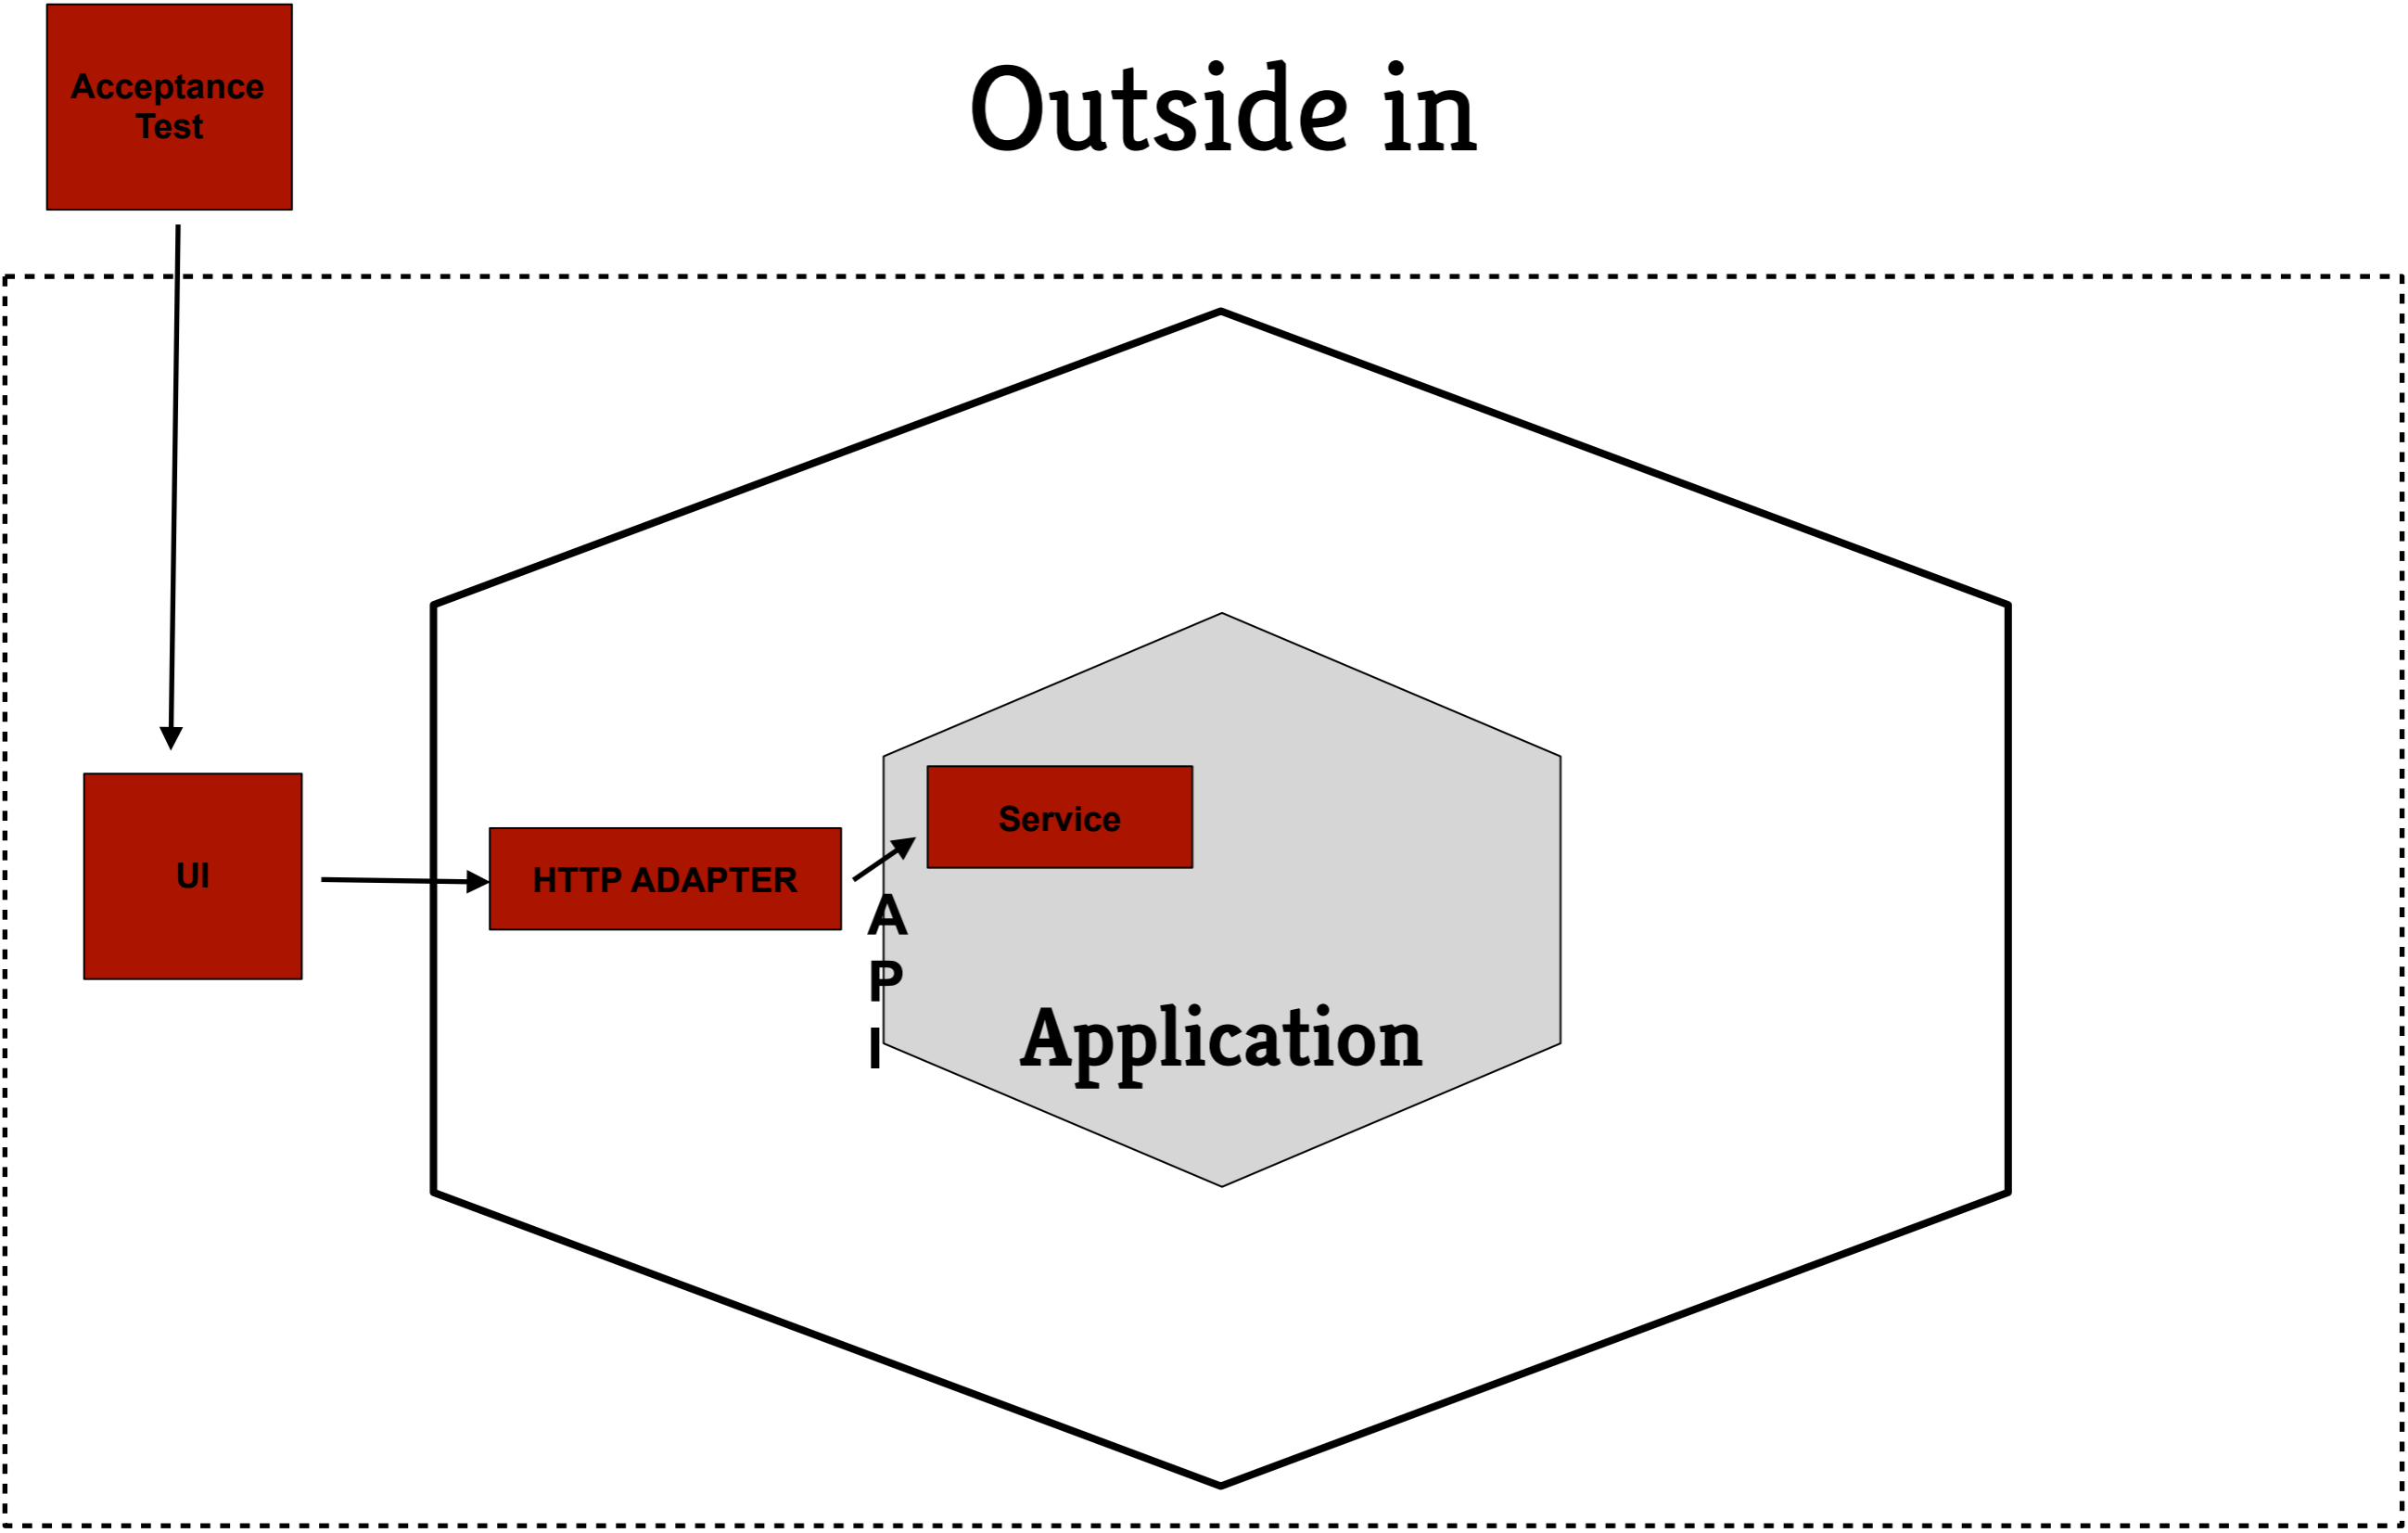 Acceptance
Test
Outside in
UI
HTTP ADAPTER
Service
A
P
I
Application